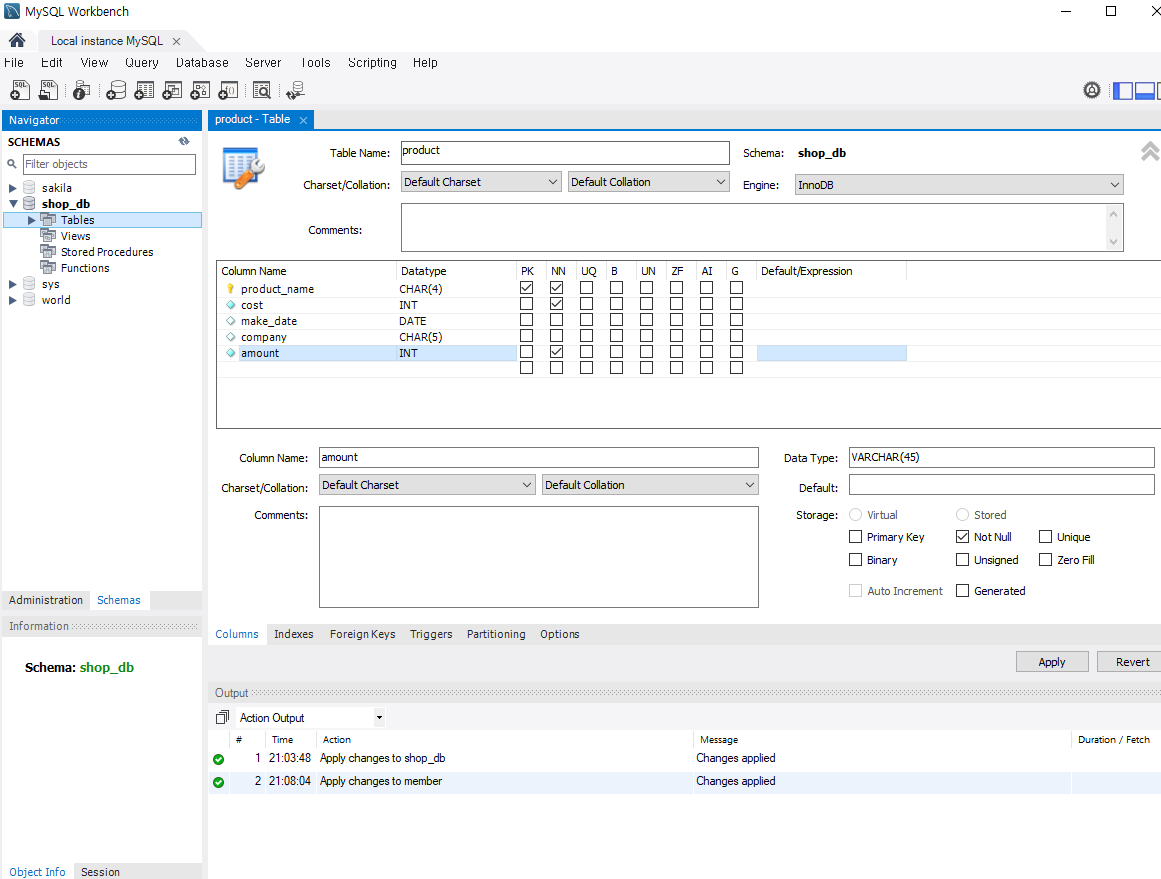 MySQL Workbench
Local instance MySQL
File Edit View Query Database Server Tools Scripting Help
Navigator
SCHEMAS
Filter objects
sakila
shop_db
Tables
Views
Stored Procedures
Functions
sys
world
Administration Schemas
Information
Schema: shop_db
Object Info Session
product - Table
Table Name: product Schema: shop_db
Charset/Collation: Default Charset Default Collation Engine: InnoDB
Comments:
Column Name Datatype PK NN UQ B UN ZF AI G Default/Expression
product_name CHAR(4)
cost INT
make_date DATE
company CHAR(5)
amount INT
Column Name: amount Data Type: VARCHAR(45)
Charset/Collation: Default Charset Default Collation Default:
Comments: Storage: Virtual Stored
Primary Key Not Null Unique
Binary Unsigned Zero Fill
Auto Increment Generated
Columns Indexes Foreign Keys Triggers Partitioning Options
Apply Revert
Output
Action Output
# Time Action Message Duration / Fetch
1 21:03:48 Apply changes to shop_db Changes applied
2 21:08:04 Apply changes to member Changes applied